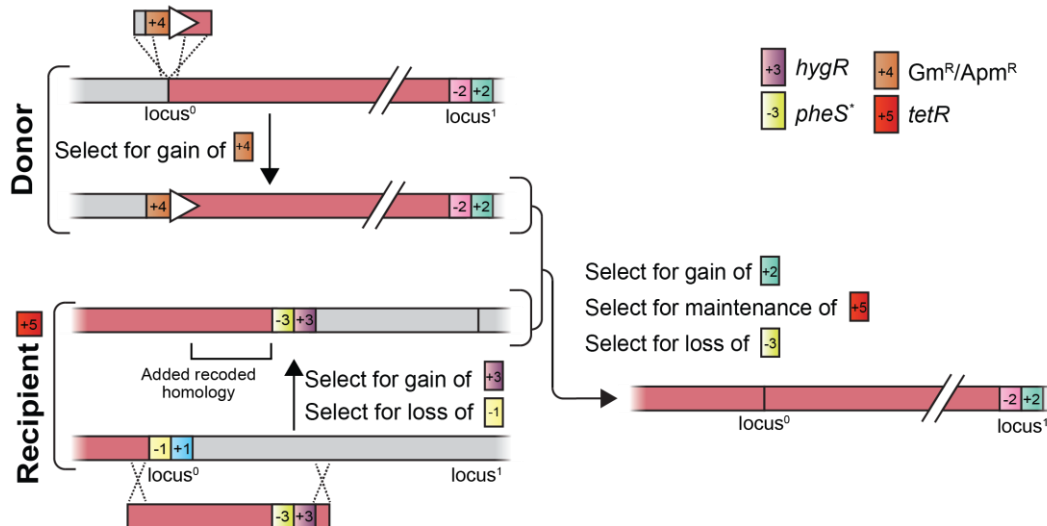 +4
+3 hygR
+4 Gm^R/Apm^R
-3 pheS*
+5 tetR
Donor
-2 +2
locus⁰
locus¹
Select for gain of +4
+4
-2 +2
Recipient +5
-3 +3
Added recoded
homology
Select for gain of +3
Select for loss of -1
-1 +1
locus⁰
locus¹
-3 +3
Select for gain of +2
Select for maintenance of +5
Select for loss of -3
-2 +2
locus⁰
locus¹